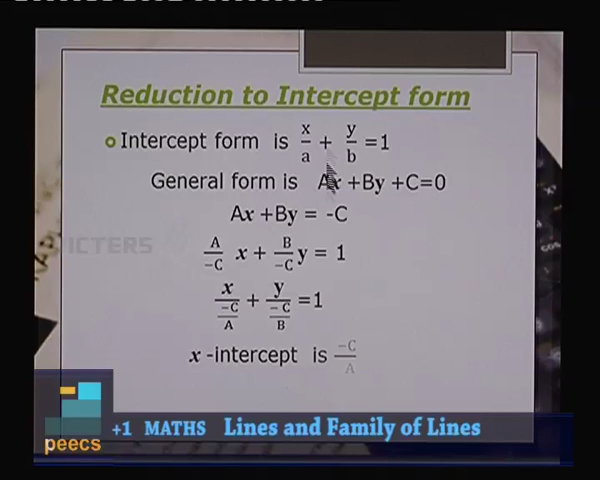 Reduction to Intercept form
Intercept form is x/a + y/b = 1
General form is Ax +By +C=0
Ax +By = -C
A/-C x + B/-C y = 1
x/(-C/A) + y/(-C/B) =1
x -intercept is -C/A
VICTERS
+1 MATHS Lines and Family of Lines
peecs